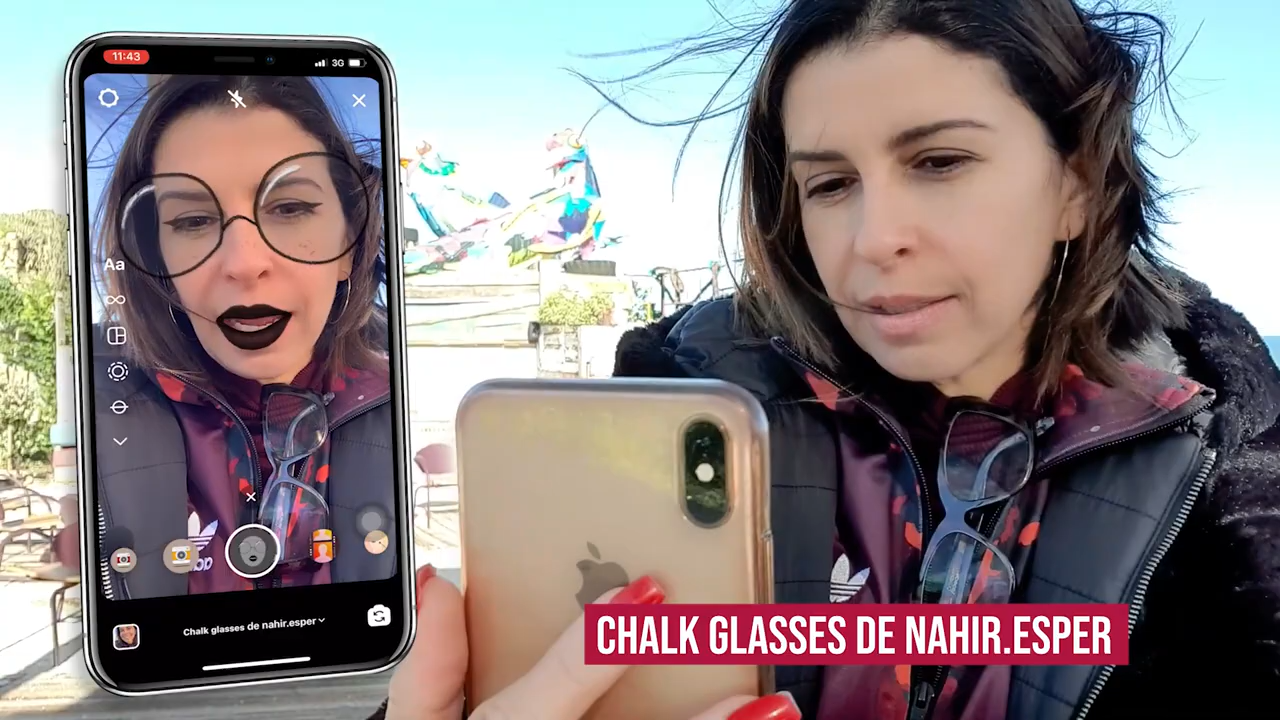 11:43
3G
Aa
Chalk glasses de nahir.esper
CHALK GLASSES DE NAHIR.ESPER